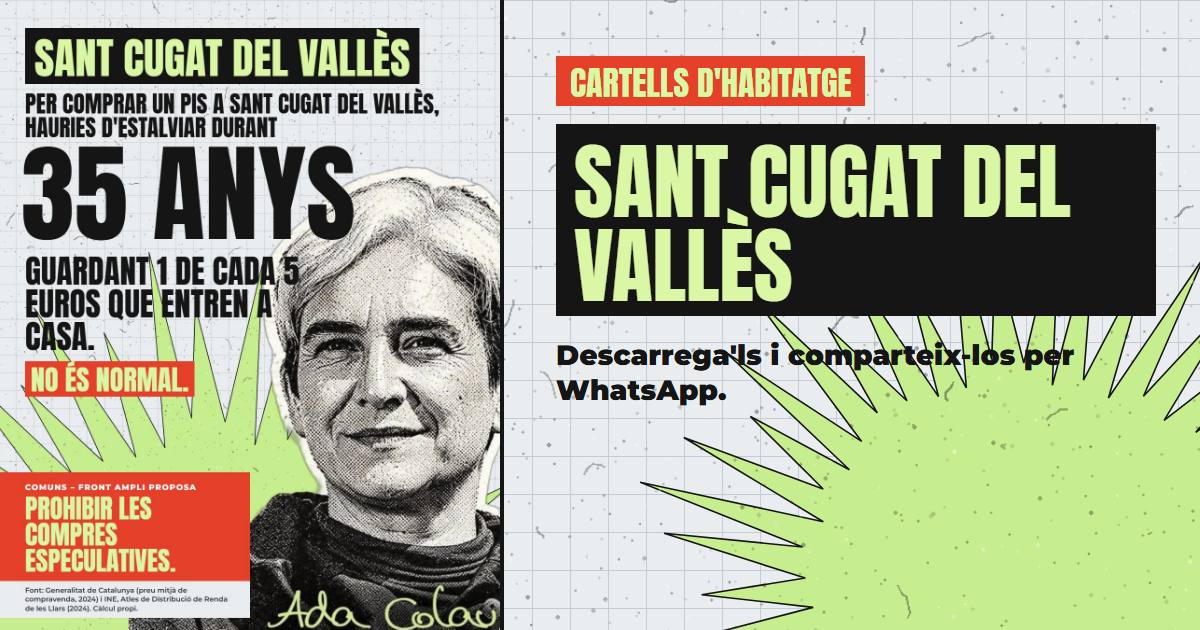 SANT CUGAT DEL VALLÈS
PER COMPRAR UN PIS A SANT CUGAT DEL VALLÈS,
HAURIES D'ESTALVIAR DURANT
35 ANYS
GUARDANT 1 DE CADA 5
EUROS QUE ENTREN A
CASA.
NO ÉS NORMAL.
COMUNS – FRONT AMPLI PROPOSA
PROHIBIR LES
COMPRES
ESPECULATIVES.
Font: Generalitat de Catalunya (preu mitjà de
compravenda, 2024) i INE, Atles de Distribució de Renda
de les Llars (2024). Càlcul propi.
Ada Colau
CARTELLS D'HABITATGE
SANT CUGAT DEL
VALLÈS
Descarrega'ls i comparteix-los per
WhatsApp.